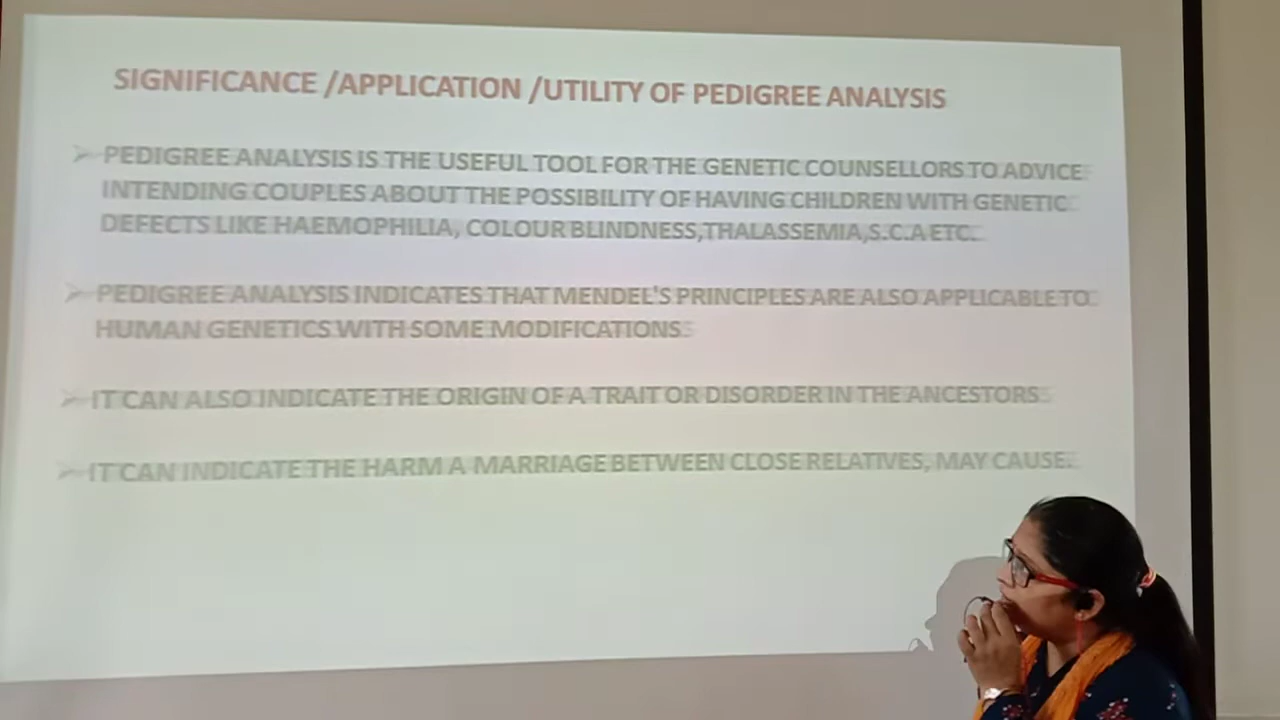 SIGNIFICANCE /APPLICATION /UTILITY OF PEDIGREE ANALYSIS
➢ PEDIGREE ANALYSIS IS THE USEFUL TOOL FOR THE GENETIC COUNSELLORS TO ADVICE
INTENDING COUPLES ABOUT THE POSSIBILITY OF HAVING CHILDREN WITH GENETIC
DEFECTS LIKE HAEMOPHILIA, COLOUR BLINDNESS,THALASSEMIA,S.C.A ETC.
➢ PEDIGREE ANALYSIS INDICATES THAT MENDEL'S PRINCIPLES ARE ALSO APPLICABLE TO
HUMAN GENETICS WITH SOME MODIFICATIONS
➢ IT CAN ALSO INDICATE THE ORIGIN OF A TRAIT OR DISORDER IN THE ANCESTORS
➢ IT CAN INDICATE THE HARM A MARRIAGE BETWEEN CLOSE RELATIVES, MAY CAUSE.